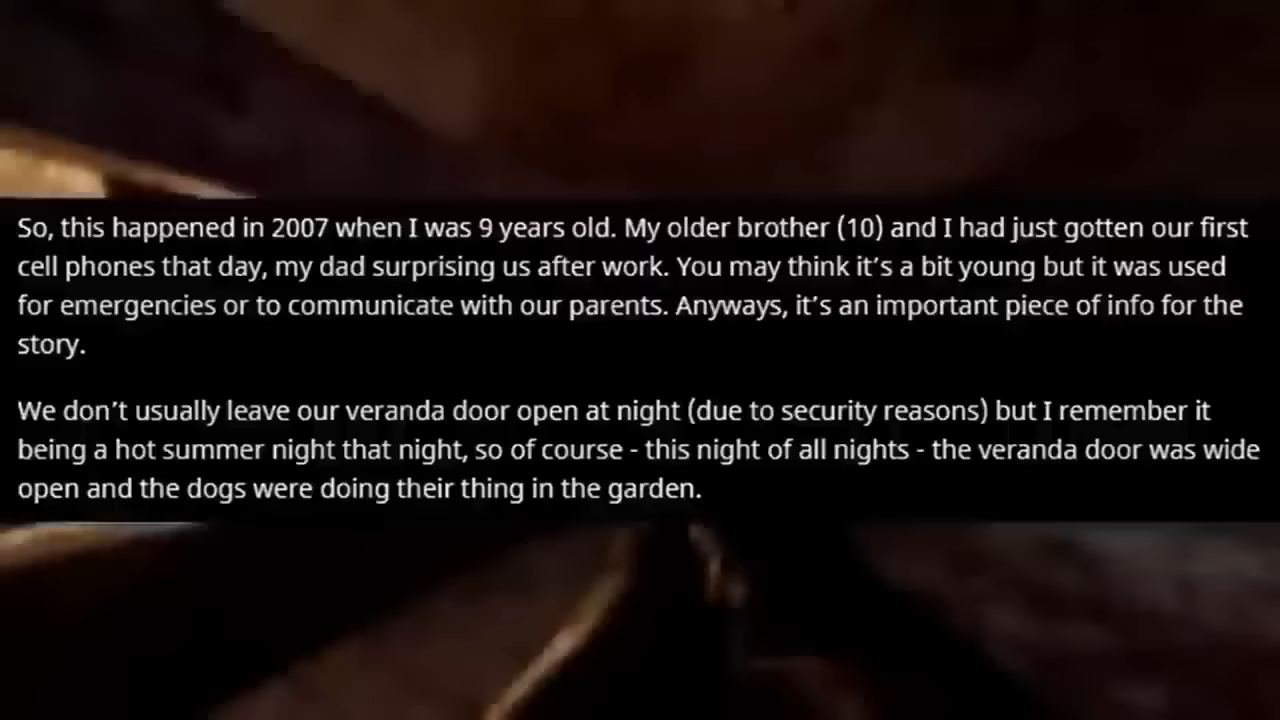 So, this happened in 2007 when I was 9 years old. My older brother (10) and I had just gotten our first
cell phones that day, my dad surprising us after work. You may think it’s a bit young but it was used
for emergencies or to communicate with our parents. Anyways, it’s an important piece of info for the
story.
We don’t usually leave our veranda door open at night (due to security reasons) but I remember it
being a hot summer night that night, so of course - this night of all nights - the veranda door was wide
open and the dogs were doing their thing in the garden.